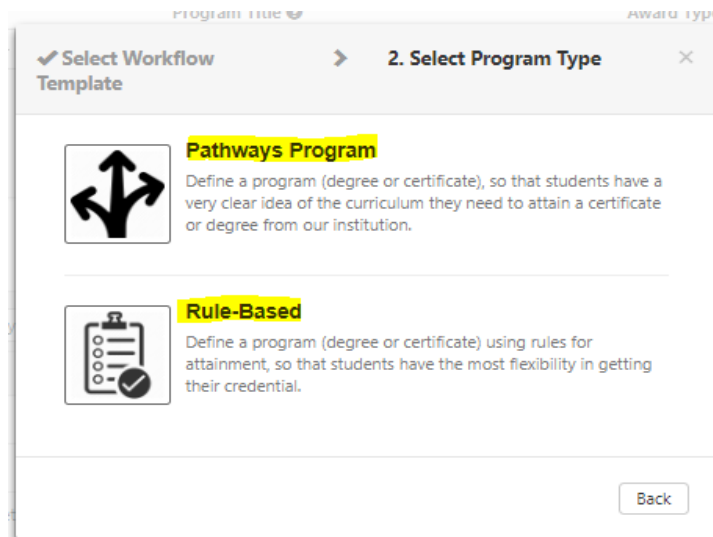 Program Title
Award Typ
Select Workflow
Template
2. Select Program Type
Pathways Program
Define a program (degree or certificate), so that students have a
very clear idea of the curriculum they need to attain a certificate
or degree from our institution.
Rule-Based
Define a program (degree or certificate) using rules for
attainment, so that students have the most flexibility in getting
their credential.
Back